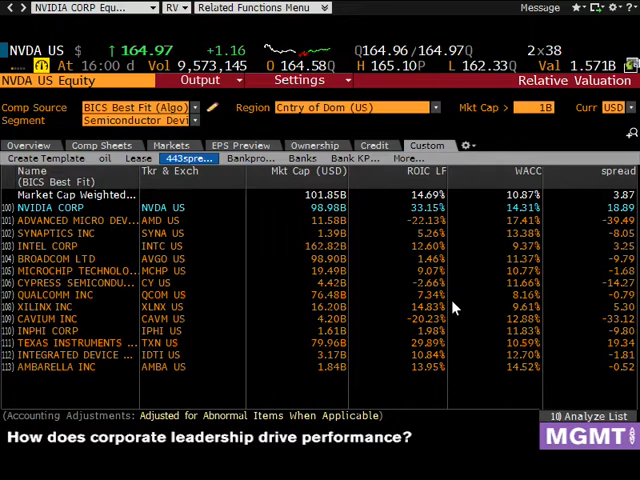 NVIDIA CORP Equ... RV Related Functions Menu Message
NVDA US $ ↑ 164.97 +1.16 Q164.96 / 164.97Q 2 x 38
At 16:00 d Vol 9,573,145 O 164.58Q H 165.10P L 162.33Q Val 1.571B
NVDA US Equity Output Settings Relative Valuation
Comp Source BICS Best Fit (Algo) Region Cntry of Dom (US) Mkt Cap > 1B Curr USD
Segment Semiconductor Devi
Overview Comp Sheets Markets EPS Preview Ownership Credit Custom
Create Template oil Lease 443spre... Bankpro... Banks Bank KP... More...
Name Tkr & Exch Mkt Cap (USD) ROIC LF WACC spread
(BICS Best Fit)
Market Cap Weighted... 101.85B 14.69% 10.87% 3.87
100) NVIDIA CORP NVDA US 98.98B 33.15% 14.31% 18.89
101) ADVANCED MICRO DEV... AMD US 11.58B -22.13% 17.41% -39.49
102) SYNAPTICS INC SYNA US 1.39B 5.26% 13.38% -8.05
103) INTEL CORP INTC US 162.82B 12.60% 9.37% 3.25
104) BROADCOM LTD AVGO US 98.90B 1.46% 11.37% -9.79
105) MICROCHIP TECHNOLO... MCHP US 19.49B 9.07% 10.77% -1.68
106) CYPRESS SEMICONDU... CY US 4.42B -2.66% 11.66% -14.27
107) QUALCOMM INC QCOM US 76.48B 7.34% 8.16% -0.79
108) XILINX INC XLNX US 16.20B 14.83% 9.61% 5.30
109) CAVIUM INC CAVM US 4.20B -20.23% 12.88% -33.12
110) INPHI CORP IPHI US 1.61B 1.98% 11.83% -9.80
111) TEXAS INSTRUMENTS ... TXN US 79.96B 29.89% 10.59% 19.34
112) INTEGRATED DEVICE ... IDTI US 3.17B 10.84% 12.70% -1.81
113) AMBARELLA INC AMBA US 1.84B 13.95% 14.52% -0.52
(Accounting Adjustments: Adjusted for Abnormal Items When Applicable) 10) Analyze List
How does corporate leadership drive performance? MGMT